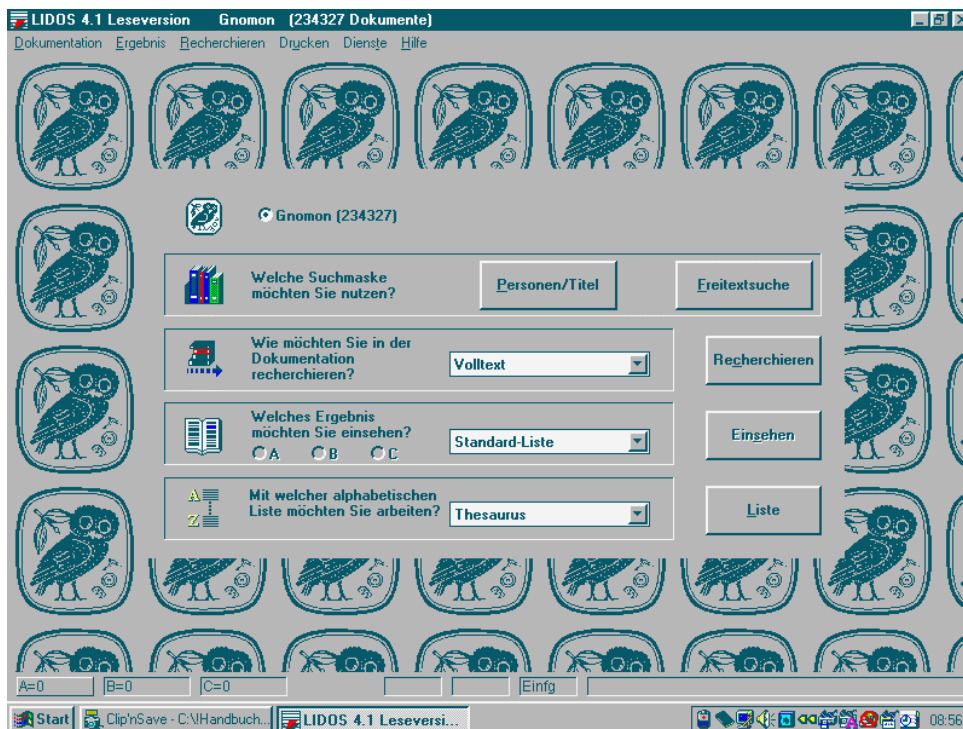 LIDOS 4.1 Leseversion Gnomon (234327 Dokumente)
Dokumentation Ergebnis Recherchieren Drucken Dienste Hilfe
Gnomon (234327)
Welche Suchmaske
möchten Sie nutzen?
Personen/Titel
Freitextsuche
Wie möchten Sie in der
Dokumentation
recherchieren?
Volltext
Recherchieren
Welches Ergebnis
möchten Sie einsehen?
A B C
Standard-Liste
Einsehen
A
Z
Mit welcher alphabetischen
Liste möchten Sie arbeiten?
Thesaurus
Liste
A=0 B=0 C=0 Einfg
Start Clip'nSave - C:\!Handbuch... LIDOS 4.1 Leseversi... 08:56